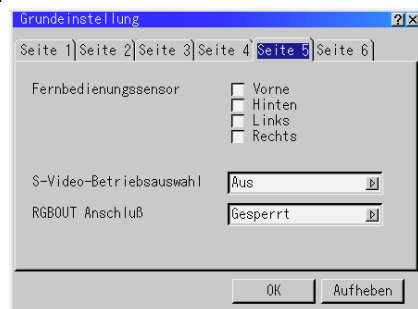 Grundeinstellung
Seite 1 Seite 2 Seite 3 Seite 4 Seite 5 Seite 6
Fernbedienungssensor
Vorne
Hinten
Links
Rechts
S-Video-Betriebsauswahl Aus
RGBOUT Anschluß Gesperrt
OK Aufheben